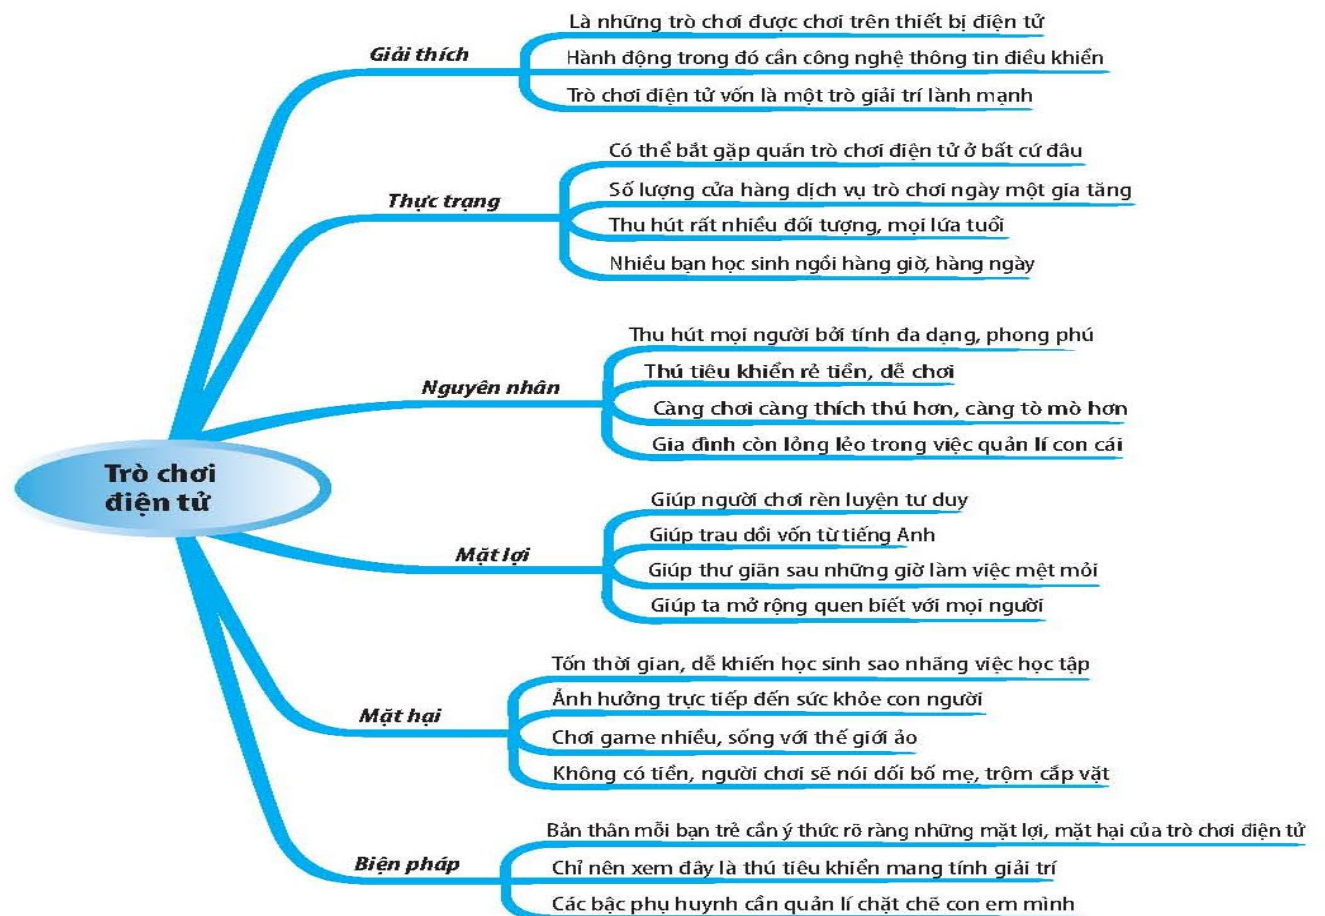 Trò chơi
điện tử
Giải thích
Là những trò chơi được chơi trên thiết bị điện tử
Hành động trong đó cần công nghệ thông tin điều khiển
Trò chơi điện tử vốn là một trò giải trí lành mạnh
Thực trạng
Có thể bắt gặp quán trò chơi điện tử ở bất cứ đâu
Số lượng cửa hàng dịch vụ trò chơi ngày một gia tăng
Thu hút rất nhiều đối tượng, mọi lứa tuổi
Nhiều bạn học sinh ngồi hàng giờ, hàng ngày
Nguyên nhân
Thu hút mọi người bởi tính đa dạng, phong phú
Thú tiêu khiển rẻ tiền, dễ chơi
Càng chơi càng thích thú hơn, càng tò mò hơn
Gia đình còn lỏng lẻo trong việc quản lí con cái
Mặt lợi
Giúp người chơi rèn luyện tư duy
Giúp trau dồi vốn từ tiếng Anh
Giúp thư giãn sau những giờ làm việc mệt mỏi
Giúp ta mở rộng quen biết với mọi người
Mặt hại
Tốn thời gian, dễ khiến học sinh sao nhãng việc học tập
Ảnh hưởng trực tiếp đến sức khỏe con người
Chơi game nhiều, sống với thế giới ảo
Không có tiền, người chơi sẽ nói dối bố mẹ, trộm cắp vặt
Biện pháp
Bản thân mỗi bạn trẻ cần ý thức rõ ràng những mặt lợi, mặt hại của trò chơi điện tử
Chỉ nên xem đây là thú tiêu khiển mang tính giải trí
Các bậc phụ huynh cần quản lí chặt chẽ con em mình